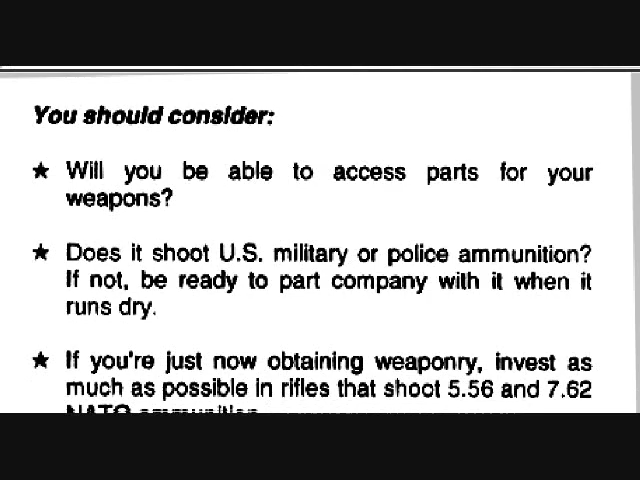 You should consider:
★ Will you be able to access parts for your
weapons?
★ Does it shoot U.S. military or police ammunition?
If not, be ready to part company with it when it
runs dry.
★ If you're just now obtaining weaponry, invest as
much as possible in rifles that shoot 5.56 and 7.62
NATO ammunition.